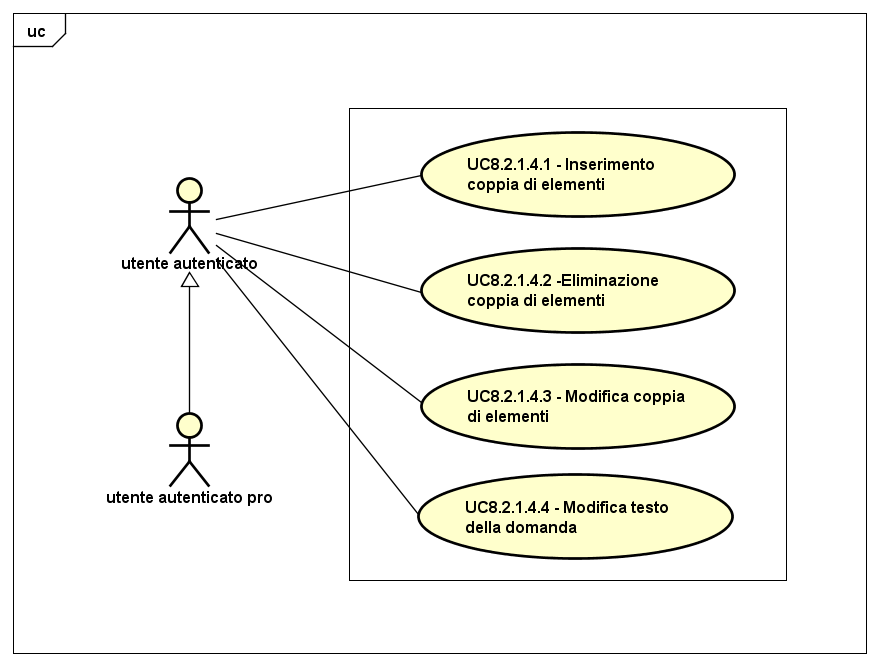 uc
UC8.2.1.4.1 - Inserimento
coppia di elementi
utente autenticato
UC8.2.1.4.2 -Eliminazione
coppia di elementi
UC8.2.1.4.3 - Modifica coppia
di elementi
utente autenticato pro
UC8.2.1.4.4 - Modifica testo
della domanda